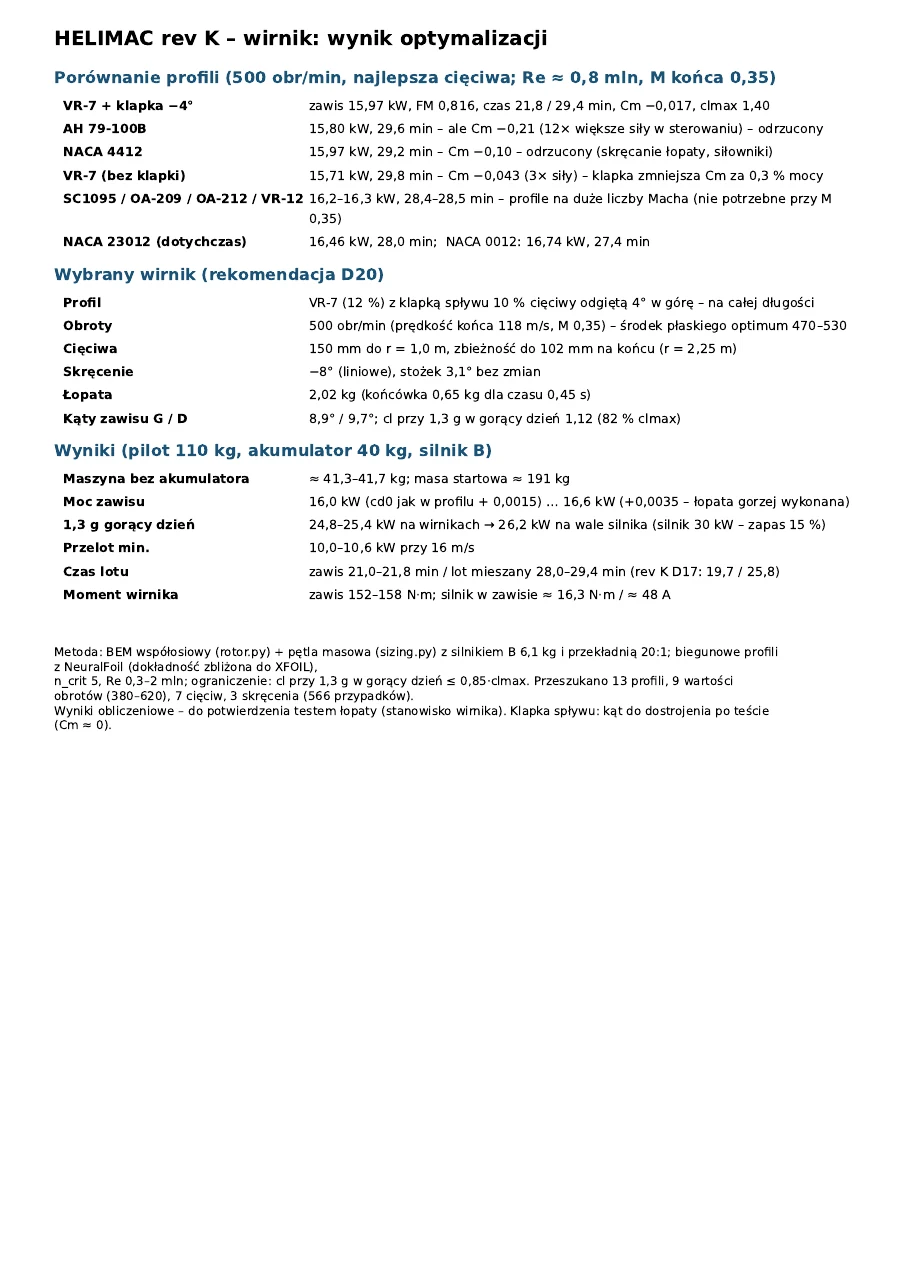 HELIMAC rev K – wirnik: wynik optymalizacji
Porównanie profili (500 obr/min, najlepsza cięciwa; Re ≈ 0,8 mln, M końca 0,35)
VR-7 + klapka −4° zawis 15,97 kW, FM 0,816, czas 21,8 / 29,4 min, Cm −0,017, clmax 1,40
AH 79-100B 15,80 kW, 29,6 min – ale Cm −0,21 (12× większe siły w sterowaniu) – odrzucony
NACA 4412 15,97 kW, 29,2 min – Cm −0,10 – odrzucony (skręcanie łopaty, siłowniki)
VR-7 (bez klapki) 15,71 kW, 29,8 min – Cm −0,043 (3× siły) – klapka zmniejsza Cm za 0,3 % mocy
SC1095 / OA-209 / OA-212 / VR-12 16,2–16,3 kW, 28,4–28,5 min – profile na duże liczby Macha (nie potrzebne przy M
0,35)
NACA 23012 (dotychczas) 16,46 kW, 28,0 min; NACA 0012: 16,74 kW, 27,4 min
Wybrany wirnik (rekomendacja D20)
Profil VR-7 (12 %) z klapką spływu 10 % cięciwy odgiętą 4° w górę – na całej długości
Obroty 500 obr/min (prędkość końca 118 m/s, M 0,35) – środek płaskiego optimum 470–530
Cięciwa 150 mm do r = 1,0 m, zbieżność do 102 mm na końcu (r = 2,25 m)
Skręcenie −8° (liniowe), stożek 3,1° bez zmian
Łopata 2,02 kg (końcówka 0,65 kg dla czasu 0,45 s)
Kąty zawisu G / D 8,9° / 9,7°; cl przy 1,3 g w gorący dzień 1,12 (82 % clmax)
Wyniki (pilot 110 kg, akumulator 40 kg, silnik B)
Maszyna bez akumulatora ≈ 41,3–41,7 kg; masa startowa ≈ 191 kg
Moc zawisu 16,0 kW (cd0 jak w profilu + 0,0015) … 16,6 kW (+0,0035 – łopata gorzej wykonana)
1,3 g gorący dzień 24,8–25,4 kW na wirnikach → 26,2 kW na wale silnika (silnik 30 kW – zapas 15 %)
Przelot min. 10,0–10,6 kW przy 16 m/s
Czas lotu zawis 21,0–21,8 min / lot mieszany 28,0–29,4 min (rev K D17: 19,7 / 25,8)
Moment wirnika zawis 152–158 N·m; silnik w zawisie ≈ 16,3 N·m / ≈ 48 A
Metoda: BEM współosiowy (rotor.py) + pętla masowa (sizing.py) z silnikiem B 6,1 kg i przekładnią 20:1; biegunowe profili
z NeuralFoil (dokładność zbliżona do XFOIL),
n_crit 5, Re 0,3–2 mln; ograniczenie: cl przy 1,3 g w gorący dzień ≤ 0,85·clmax. Przeszukano 13 profili, 9 wartości
obrotów (380–620), 7 cięciw, 3 skręcenia (566 przypadków).
Wyniki obliczeniowe – do potwierdzenia testem łopaty (stanowisko wirnika). Klapka spływu: kąt do dostrojenia po teście
(Cm ≈ 0).